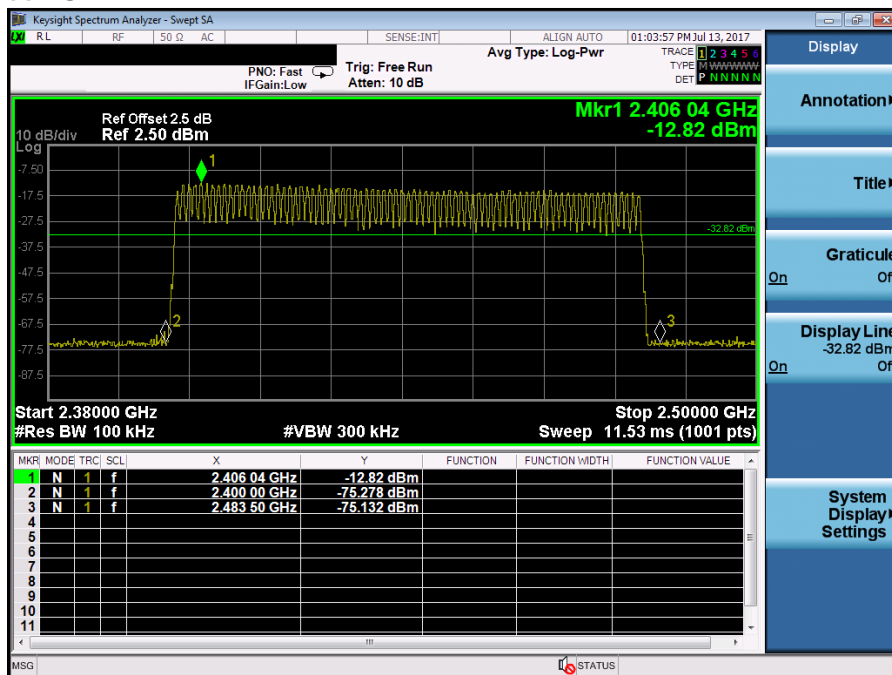 Keysight Spectrum Analyzer - Swept SA
LXI RL RF 50 Ω AC SENSE:INT ALIGN AUTO 01:03:57 PM Jul 13, 2017
Display
PNO: Fast
IFGain:Low
Trig: Free Run
Atten: 10 dB
Avg Type: Log-Pwr
TRACE 1 2 3 4 5 6
TYPE M WWWWW
DET P N N N N N
Annotation
Ref Offset 2.5 dB
10 dB/div Ref 2.50 dBm
Log
Mkr1 2.406 04 GHz
-12.82 dBm
1
-7.50
-17.5
-27.5
-32.82 dBm
-37.5
-47.5
-57.5
-67.5
2
3
-77.5
-87.5
Start 2.38000 GHz Stop 2.50000 GHz
#Res BW 100 kHz #VBW 300 kHz Sweep 11.53 ms (1001 pts)
Title
Graticule
On Of
Display Line
-32.82 dBm
On Of
System
Display
Settings
MKR MODE TRC SCL X Y FUNCTION FUNCTION WIDTH FUNCTION VALUE
1 N 1 f 2.406 04 GHz -12.82 dBm
2 N 1 f 2.400 00 GHz -75.278 dBm
3 N 1 f 2.483 50 GHz -75.132 dBm
4
5
6
7
8
9
10
11
MSG STATUS